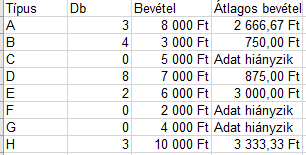 Típus Db Bevétel Átlagos bevétel
A 3 8 000 Ft 2 666,67 Ft
B 4 3 000 Ft 750,00 Ft
C 0 5 000 Ft Adat hiányzik
D 8 7 000 Ft 875,00 Ft
E 2 6 000 Ft 3 000,00 Ft
F 0 2 000 Ft Adat hiányzik
G 0 4 000 Ft Adat hiányzik
H 3 10 000 Ft 3 333,33 Ft